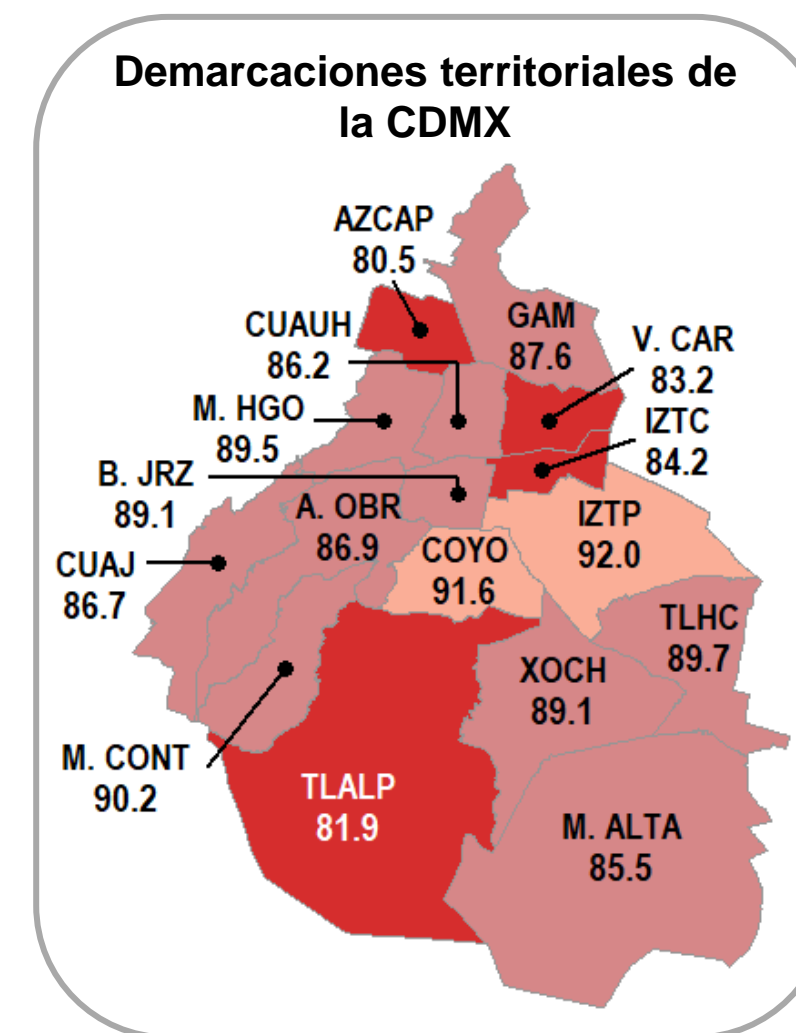 Demarcaciones territoriales de
la CDMX
AZCAP
80.5
CUAUH
86.2
GAM
87.6
V. CAR
83.2
M. HGO
89.5
IZTC
84.2
B. JRZ
89.1
A. OBR
86.9
IZTP
92.0
CUAJ
86.7
COYO
91.6
TLHC
89.7
XOCH
89.1
M. CONT
90.2
TLALP
81.9
M. ALTA
85.5